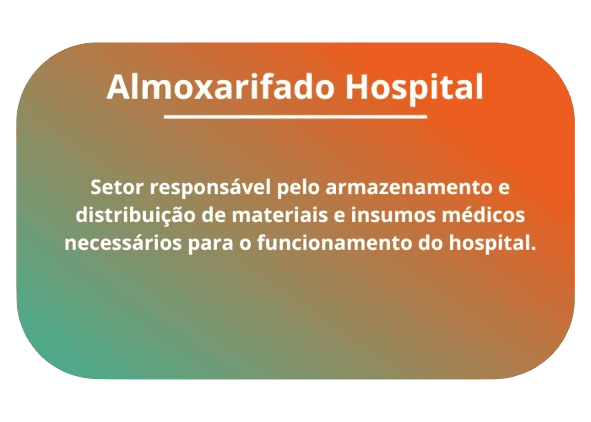 Almoxarifado Hospital
Setor responsável pelo armazenamento e
distribuição de materiais e insumos médicos
necessários para o funcionamento do hospital.